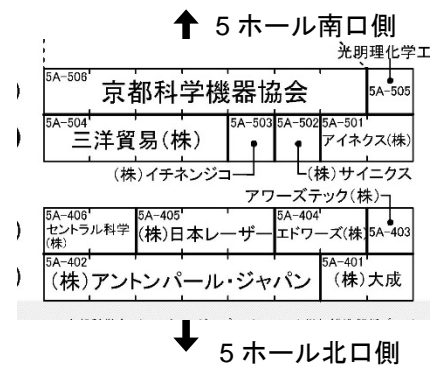 5 ホール南口側
光明理化学工
5A-506
京都科学機器協会
5A-505
5A-504
三洋貿易(株)
5A-503
5A-502
5A-501
アイネクス(株)
(株)イチネンジコー
(株)サイニクス
アワーズテック(株)
5A-406
セントラル科学
(株)
5A-405
(株)日本レーザー
5A-404
エドワーズ(株)
5A-403
5A-402
(株)アントンパール・ジャパン
5A-401
(株)大成
5 ホール北口側